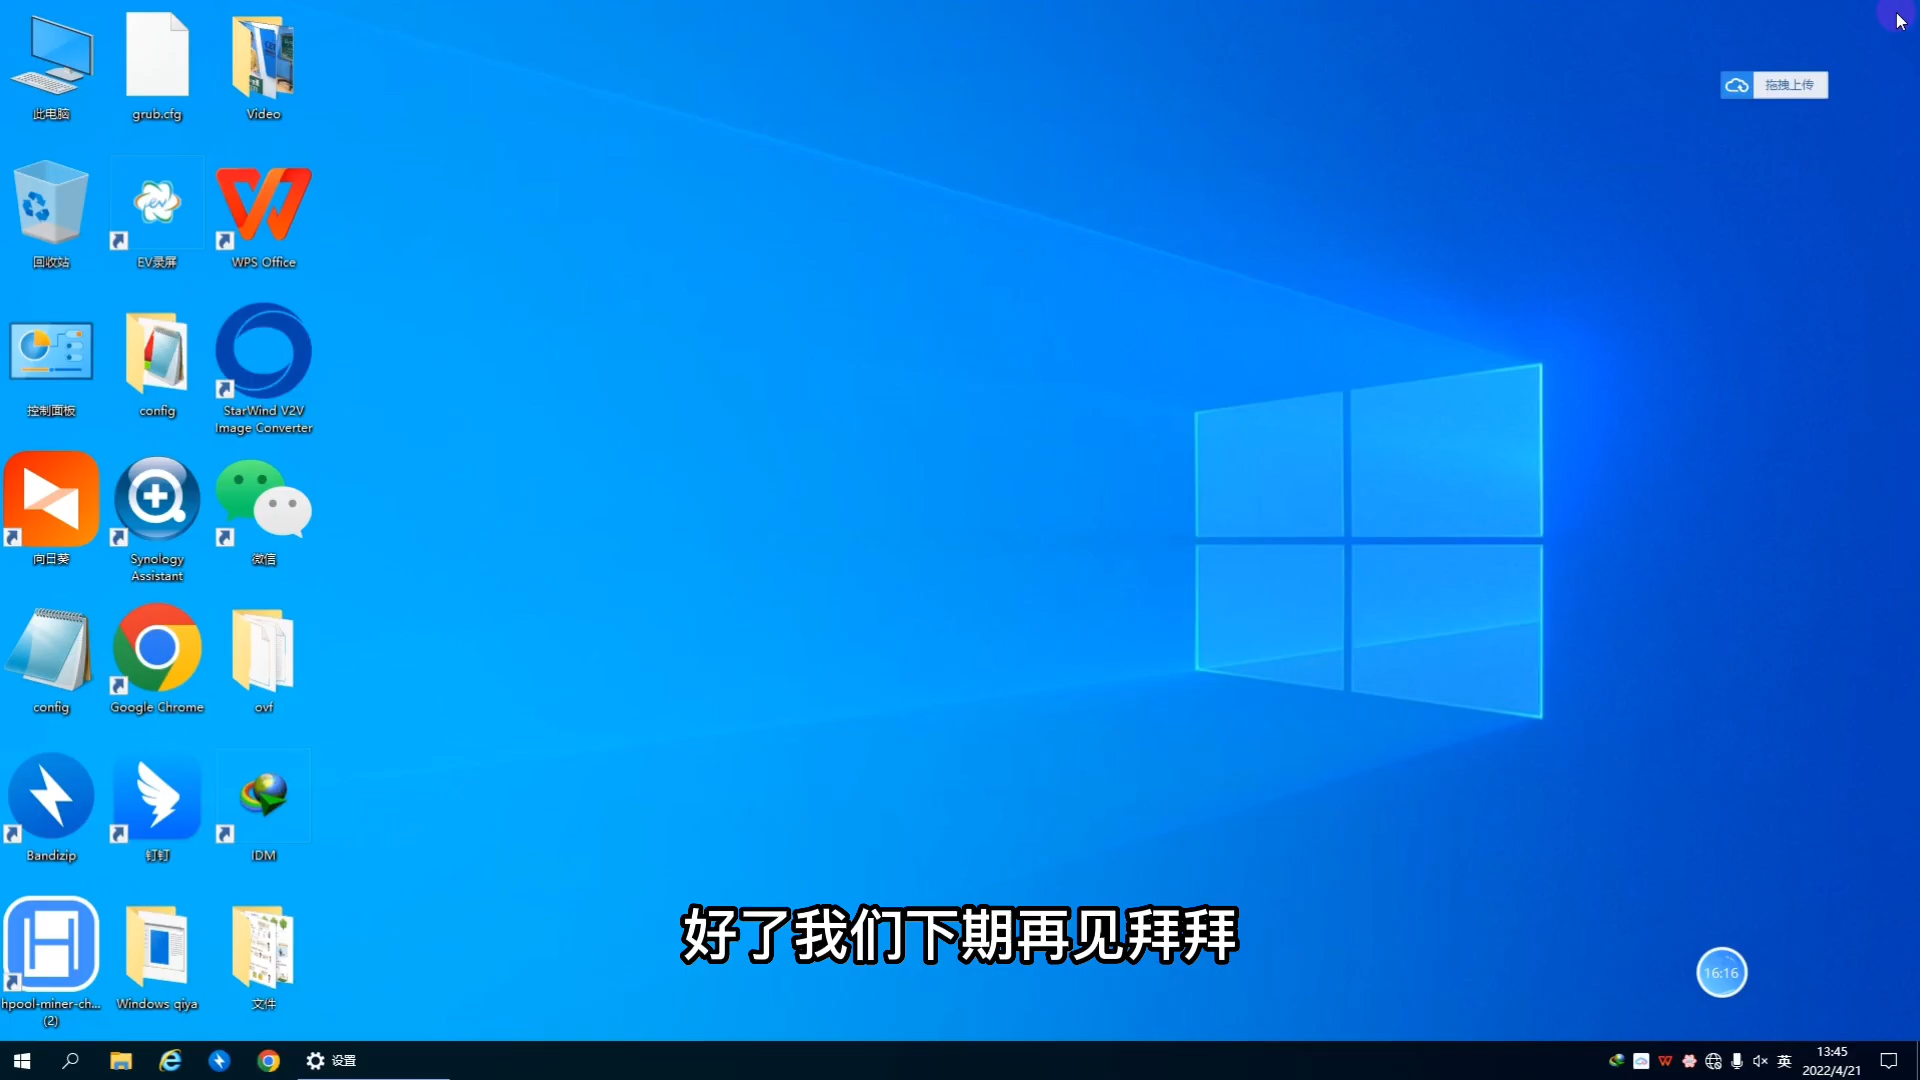 此电脑
grub.cfg
Video
拖拽上传
回收站
EV录屏
WPS Office
控制面板
config
StarWind V2V
Image Converter
向日葵
Synology
Assistant
微信
config
Google Chrome
ovf
Bandizip
钉钉
IDM
好了我们下期再见拜拜
16:16
hpool-miner-ch...
(2)
Windows qiya
文件
设置
英
13:45
2022/4/21